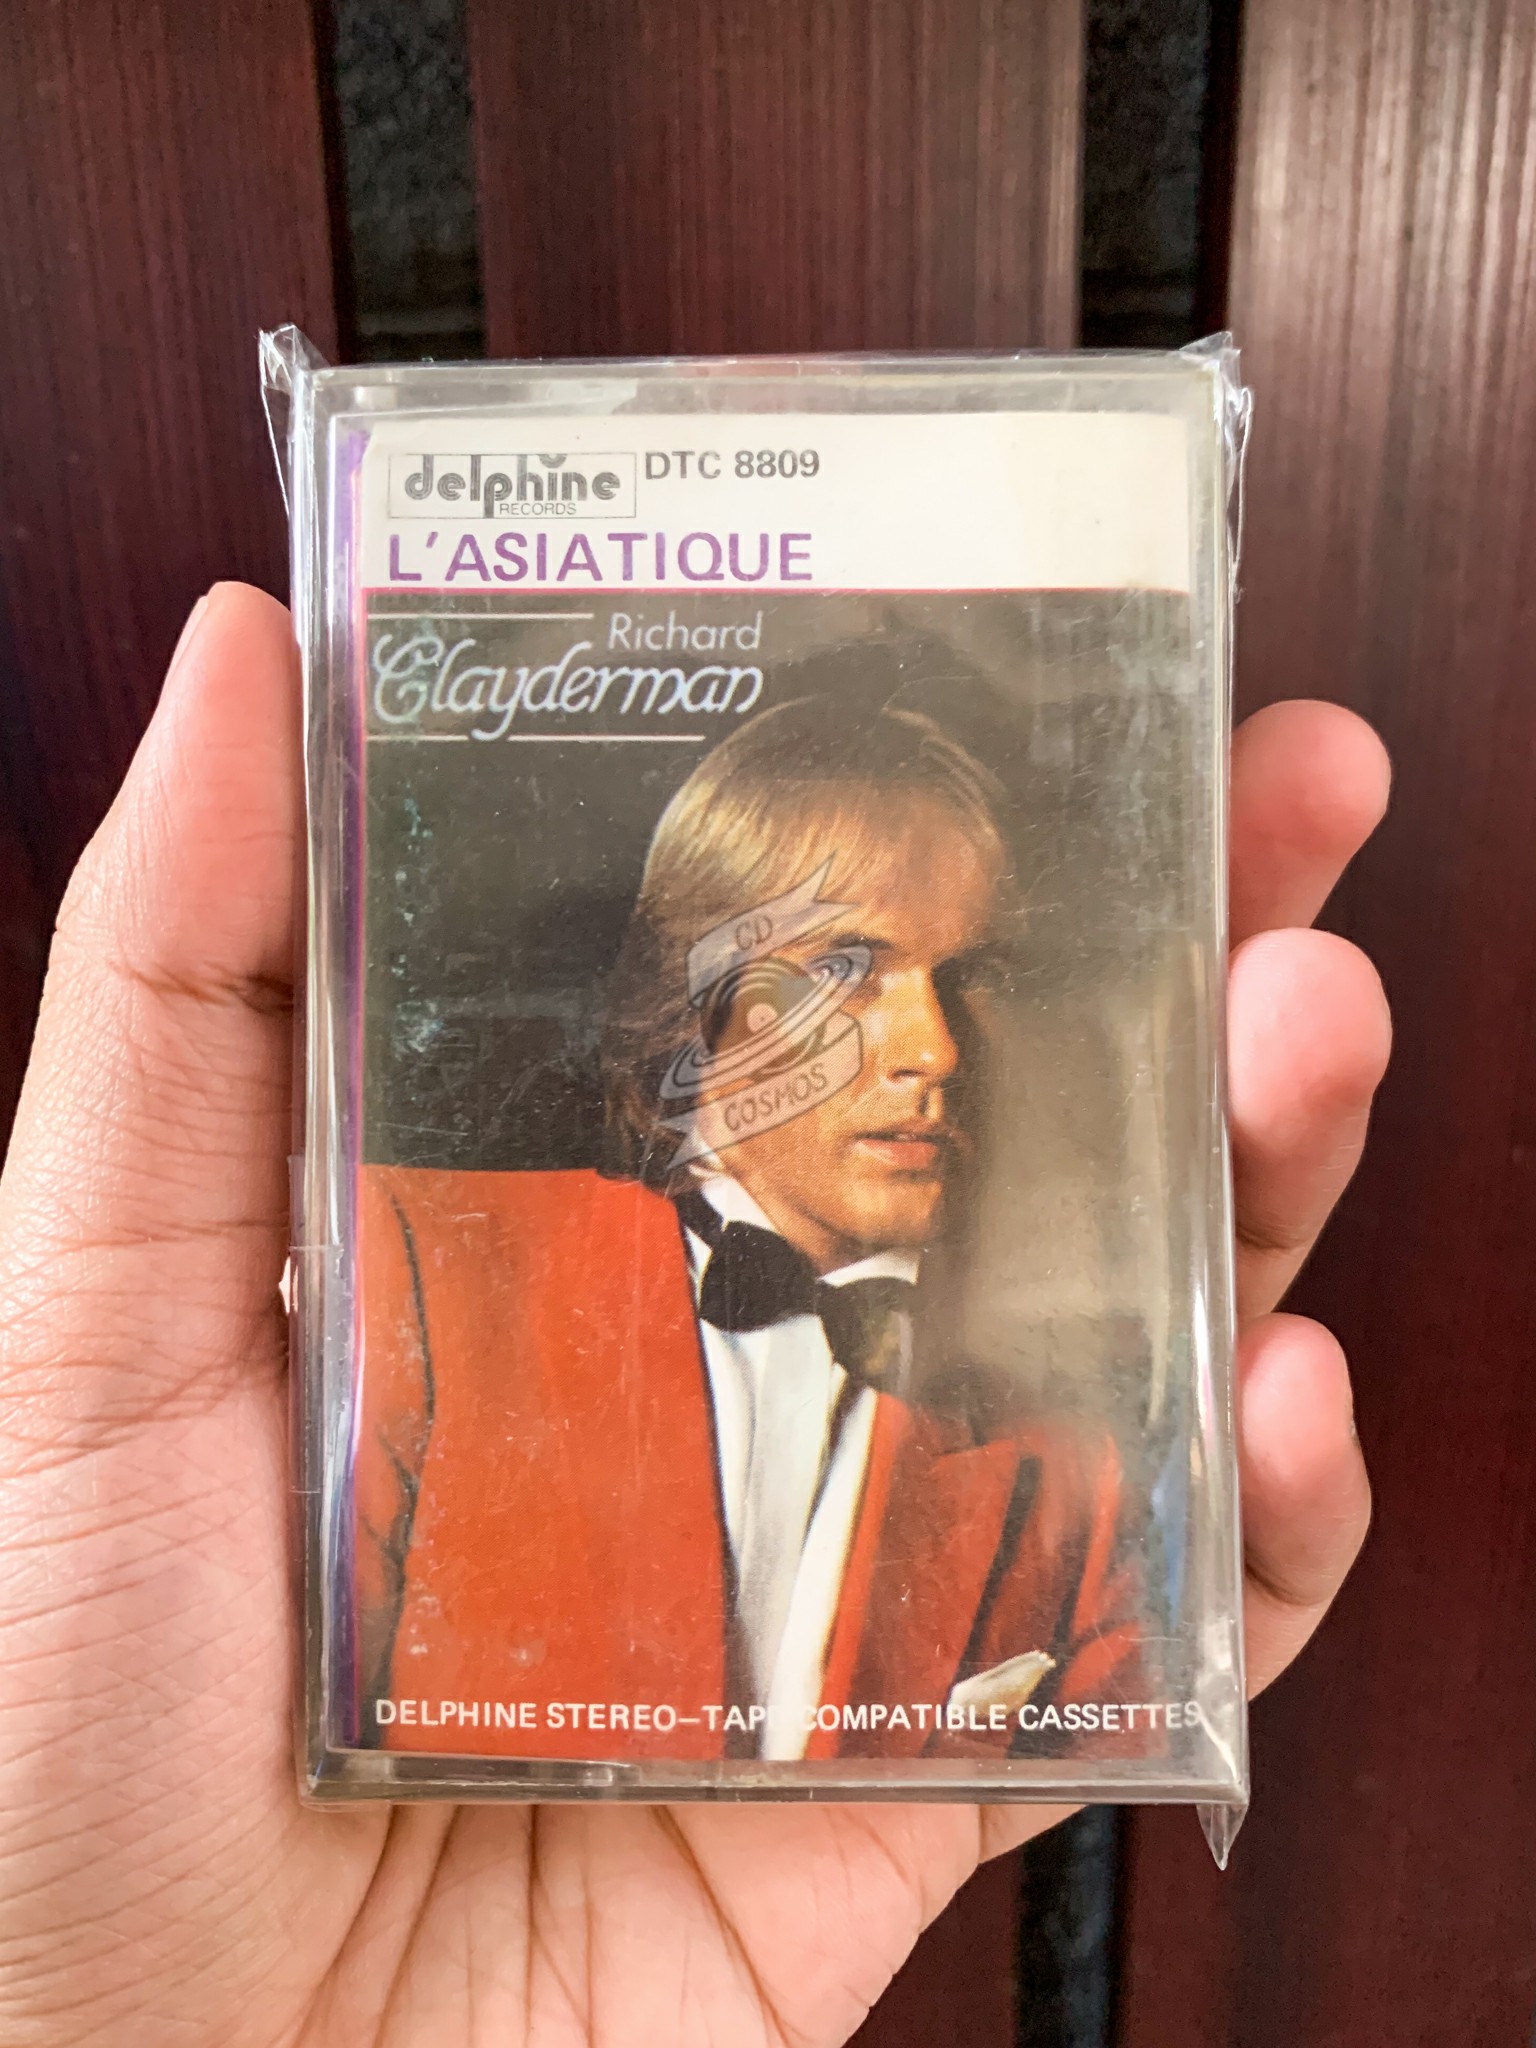 delphine
RECORDS
DTC 8809
L'ASIATIQUE
Richard
Clayderman
CD
COSMOS
DELPHINE STEREO-TAPE COMPATIBLE CASSETTES